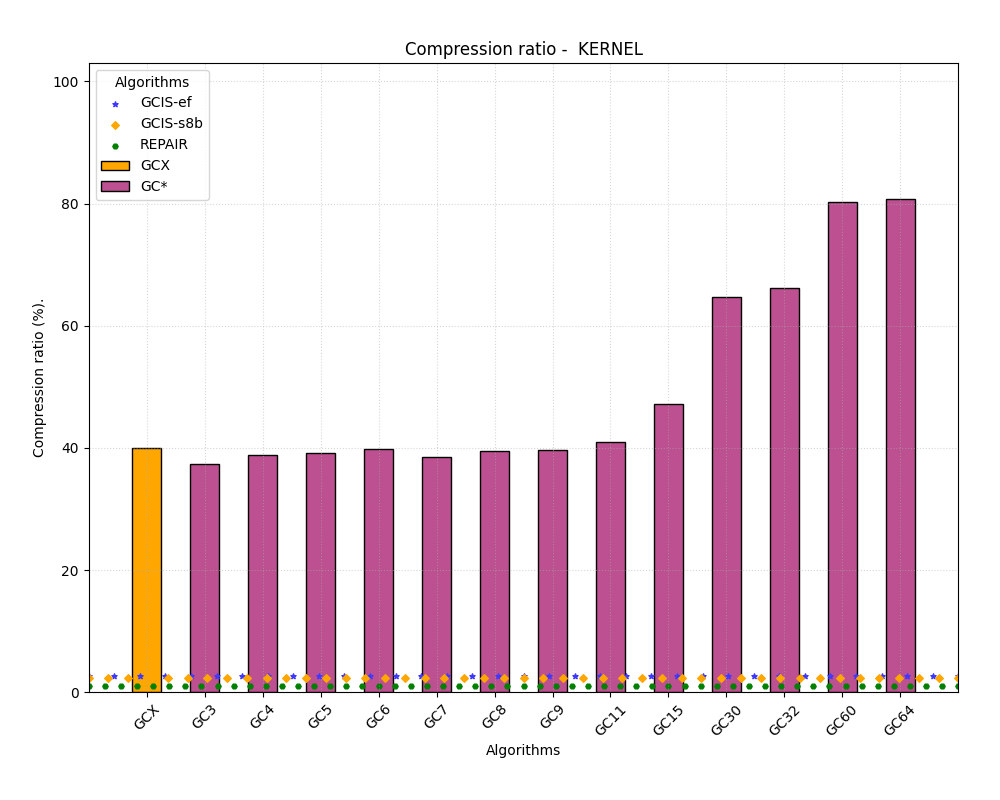 Compression ratio -  KERNEL
Algorithms
GCIS-ef
GCIS-s8b
REPAIR
GCX
GC*
Compression ratio (%).
100
80
60
40
20
0
GCX
GC3
GC4
GC5
GC6
GC7
GC8
GC9
GC11
GC15
GC30
GC32
GC60
GC64
Algorithms